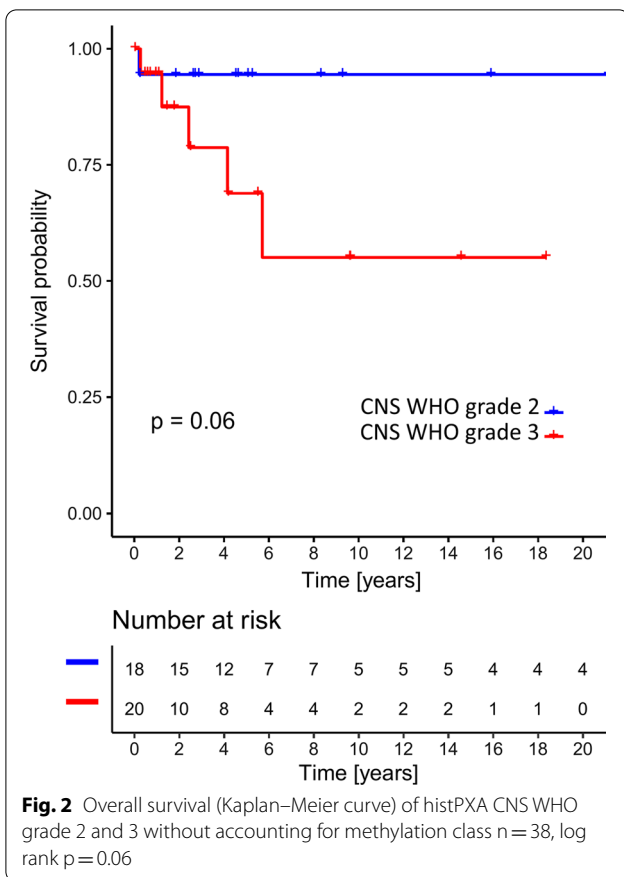 1.00
0.75
0.50
0.25
0.00
Survival probability
p = 0.06
CNS WHO grade 2
CNS WHO grade 3
0 2 4 6 8 10 12 14 16 18 20
Time [years]
Number at risk
18 15 12 7 7 5 5 5 4 4 4
20 10 8 4 4 2 2 2 1 1 0
0 2 4 6 8 10 12 14 16 18 20
Time [years]
Fig. 2 Overall survival (Kaplan–Meier curve) of histPXA CNS WHO
grade 2 and 3 without accounting for methylation class n = 38, log
rank p = 0.06